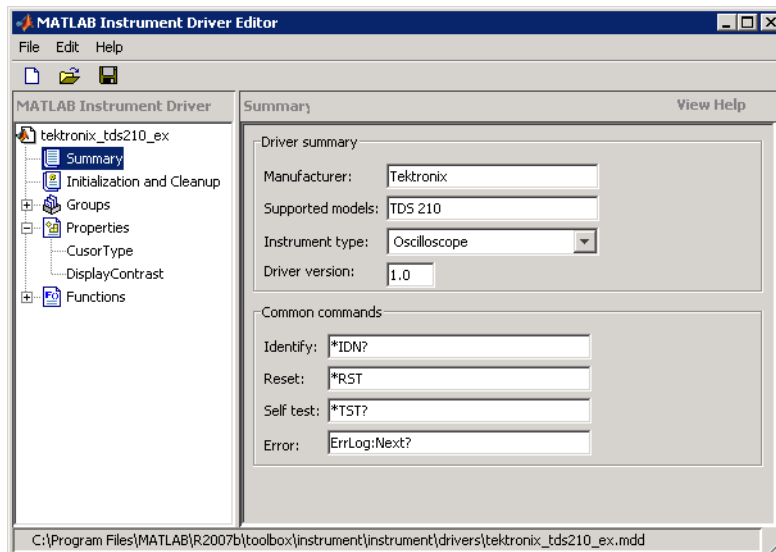 MATLAB Instrument Driver Editor
File Edit Help
MATLAB Instrument Driver
Summary
View Help
tektronix_tds210_ex
Summary
Initialization and Cleanup
Groups
Properties
CusorType
DisplayContrast
Functions
Driver summary
Manufacturer: Tektronix
Supported models: TDS 210
Instrument type: Oscilloscope
Driver version: 1.0
Common commands
Identify: *IDN?
Reset: *RST
Self test: *TST?
Error: ErrLog:Next?
C:\Program Files\MATLAB\R2007b\toolbox\instrument\instrument\drivers\tektronix_tds210_ex.mdd